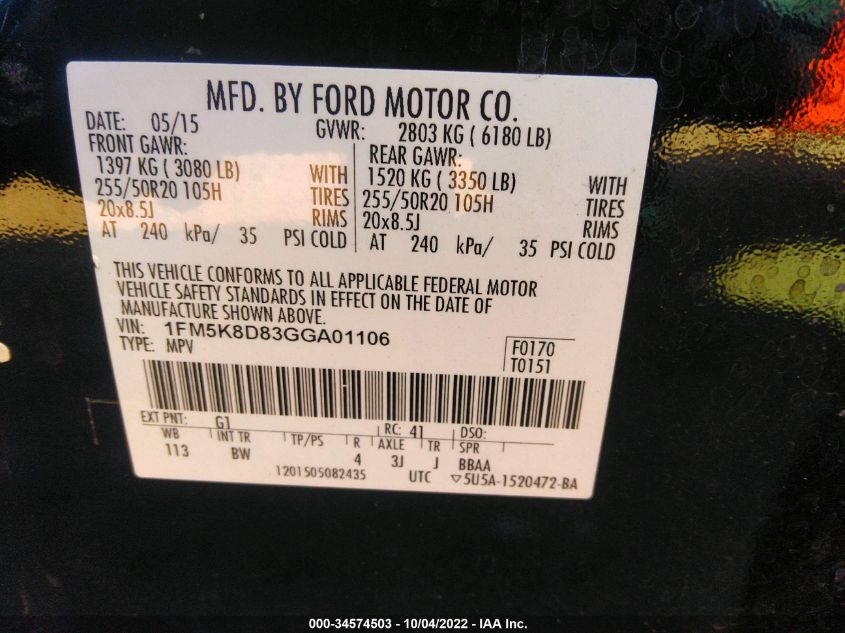 MFD. BY FORD MOTOR CO.
DATE: 05/15 GVWR: 2803 KG ( 6180 LB)
FRONT GAWR: REAR GAWR:
1397 KG ( 3080 LB) WITH 1520 KG ( 3350 LB) WITH
255/50R20 105H TIRES 255/50R20 105H TIRES
20x8.5J RIMS 20x8.5J RIMS
AT 240 kPa/ 35 PSI COLD AT 240 kPa/ 35 PSI COLD
THIS VEHICLE CONFORMS TO ALL APPLICABLE FEDERAL MOTOR
VEHICLE SAFETY STANDARDS IN EFFECT ON THE DATE OF
MANUFACTURE SHOWN ABOVE.
VIN: 1FM5K8D83GGA01106 F0170
TYPE: MPV T0151
EXT PNT: G1 RC: 41 DSO:
WB INT TR TP/PS R AXLE TR SPR
113 BW 4 3J J BBAA
1201505082435 UTC ▽5U5A-1520472-BA
000-34574503 - 10/04/2022 - IAA Inc.